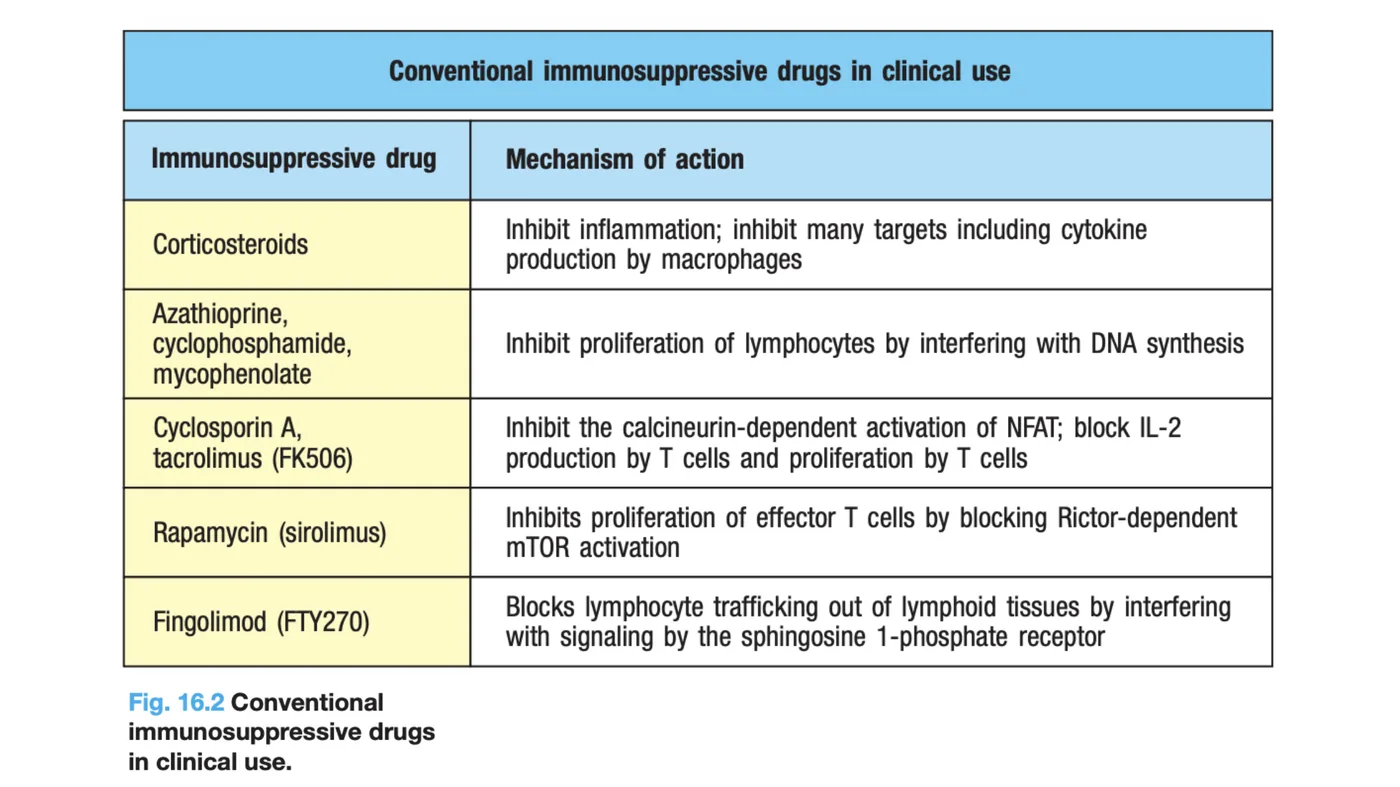 Conventional immunosuppressive drugs in clinical use
Immunosuppressive drug
Mechanism of action
Corticosteroids
Inhibit inflammation; inhibit many targets including cytokine
production by macrophages
Azathioprine,
cyclophosphamide,
mycophenolate
Inhibit proliferation of lymphocytes by interfering with DNA synthesis
Cyclosporin A,
tacrolimus (FK506)
Inhibit the calcineurin-dependent activation of NFAT; block IL-2
production by T cells and proliferation by T cells
Rapamycin (sirolimus)
Inhibits proliferation of effector T cells by blocking Rictor-dependent
mTOR activation
Fingolimod (FTY270)
Blocks lymphocyte trafficking out of lymphoid tissues by interfering
with signaling by the sphingosine 1-phosphate receptor
Fig. 16.2 Conventional
immunosuppressive drugs
in clinical use.